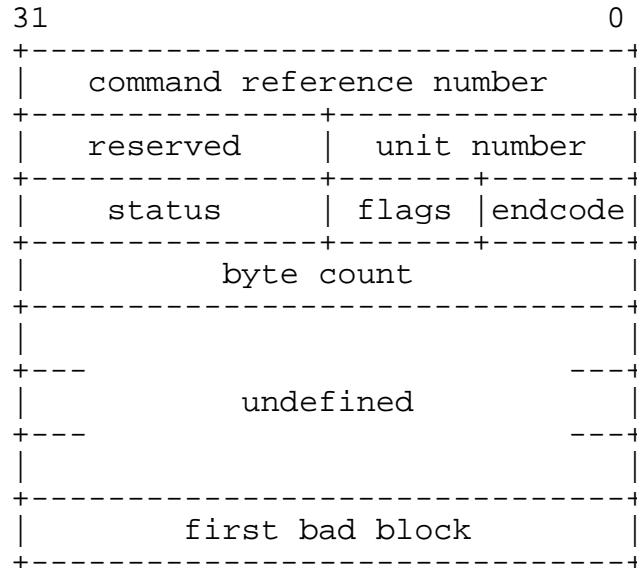 31 0
command reference number
reserved unit number
status flags endcode
byte count
undefined
first bad block